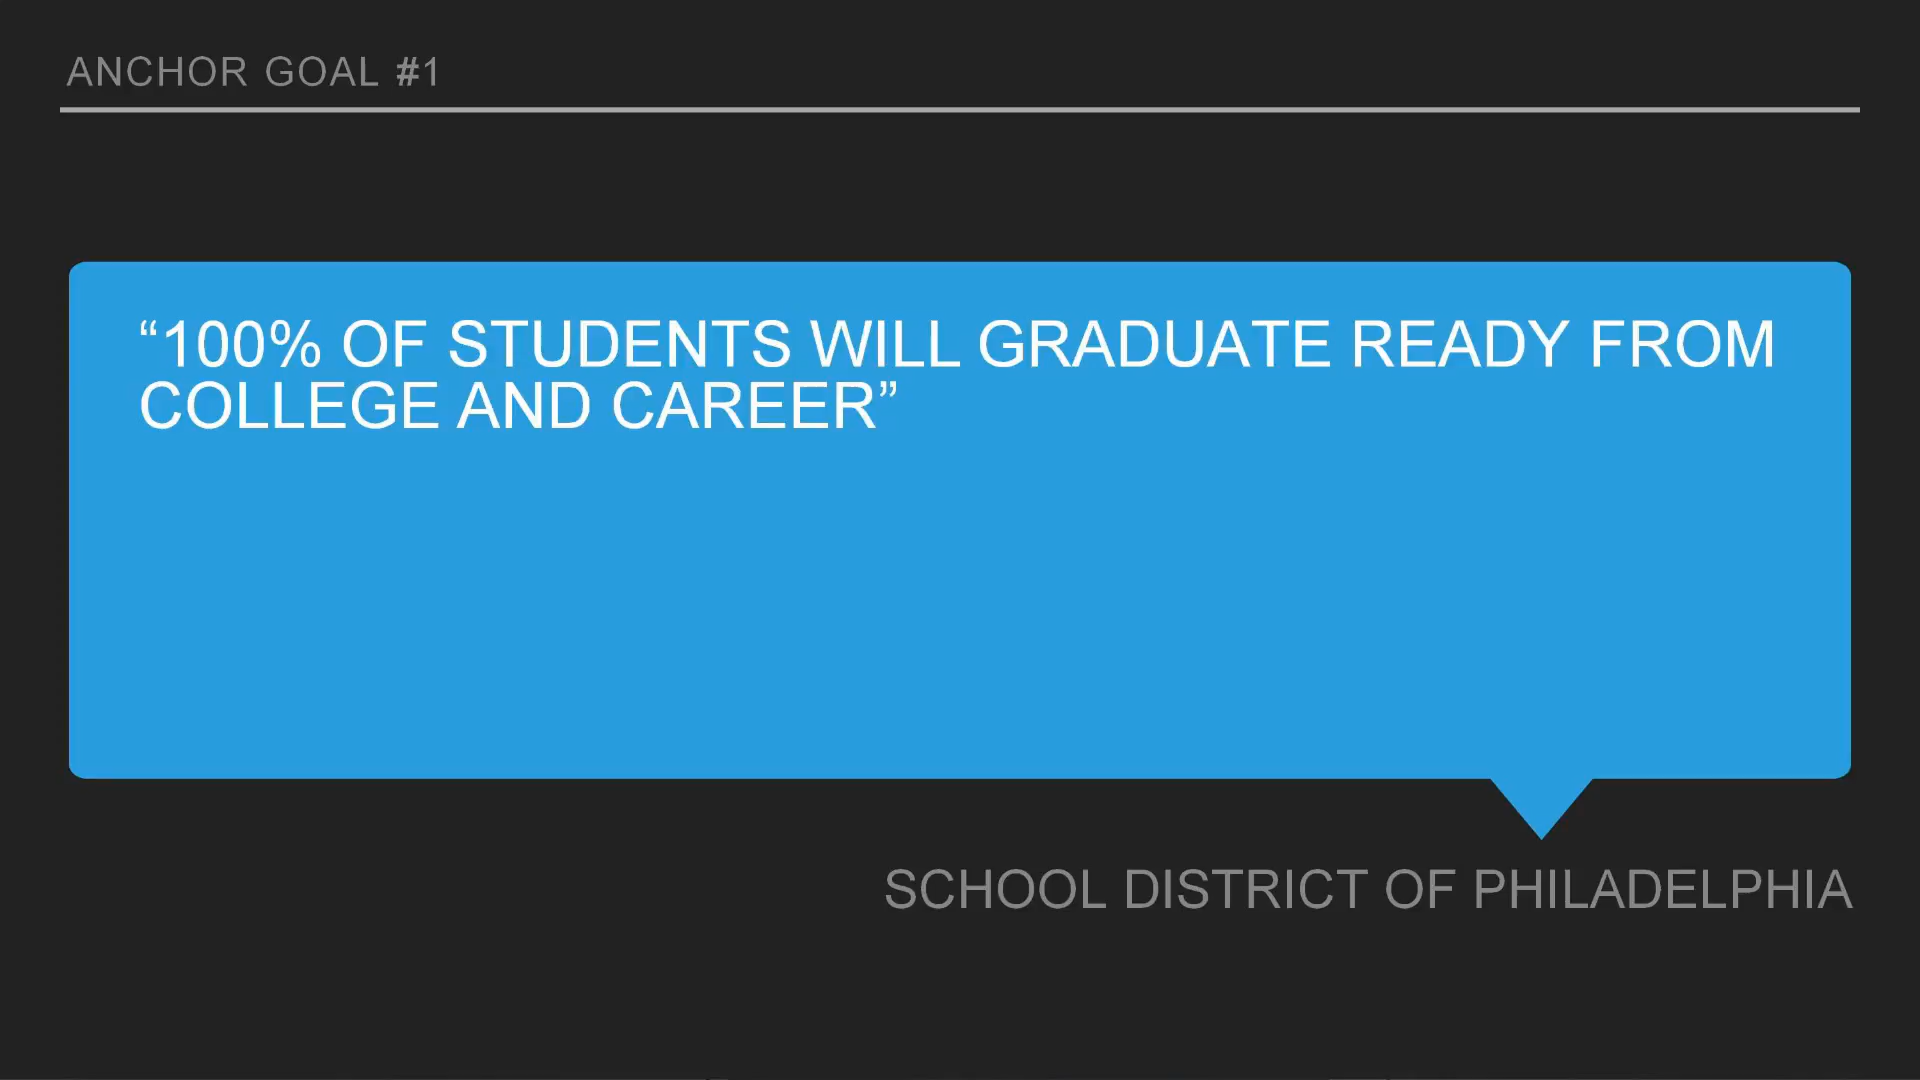 ANCHOR GOAL #1
“100% OF STUDENTS WILL GRADUATE READY FROM
COLLEGE AND CAREER”
SCHOOL DISTRICT OF PHILADELPHIA